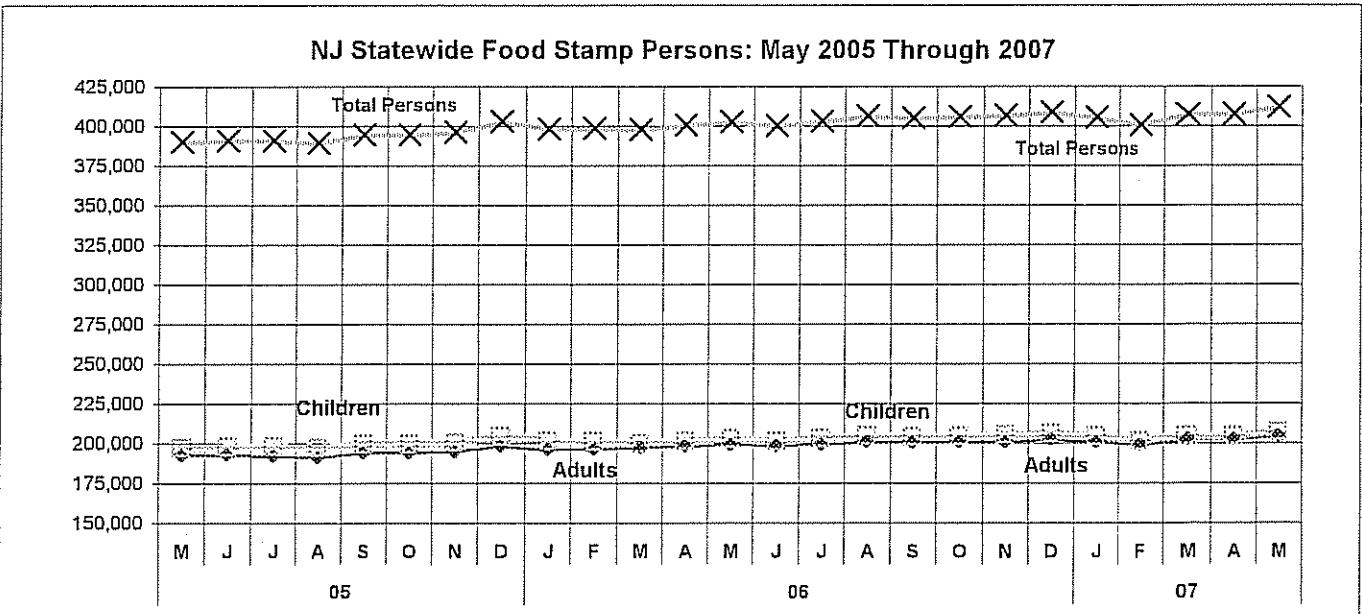 NJ Statewide Food Stamp Persons: May 2005 Through 2007
425,000
400,000
375,000
350,000
325,000
300,000
275,000
250,000
225,000
200,000
175,000
150,000
Total Persons
Total Persons
Children
Children
Adults
Adults
M J J A S O N D J F M A M J J A S O N D J F M A M
05 06 07